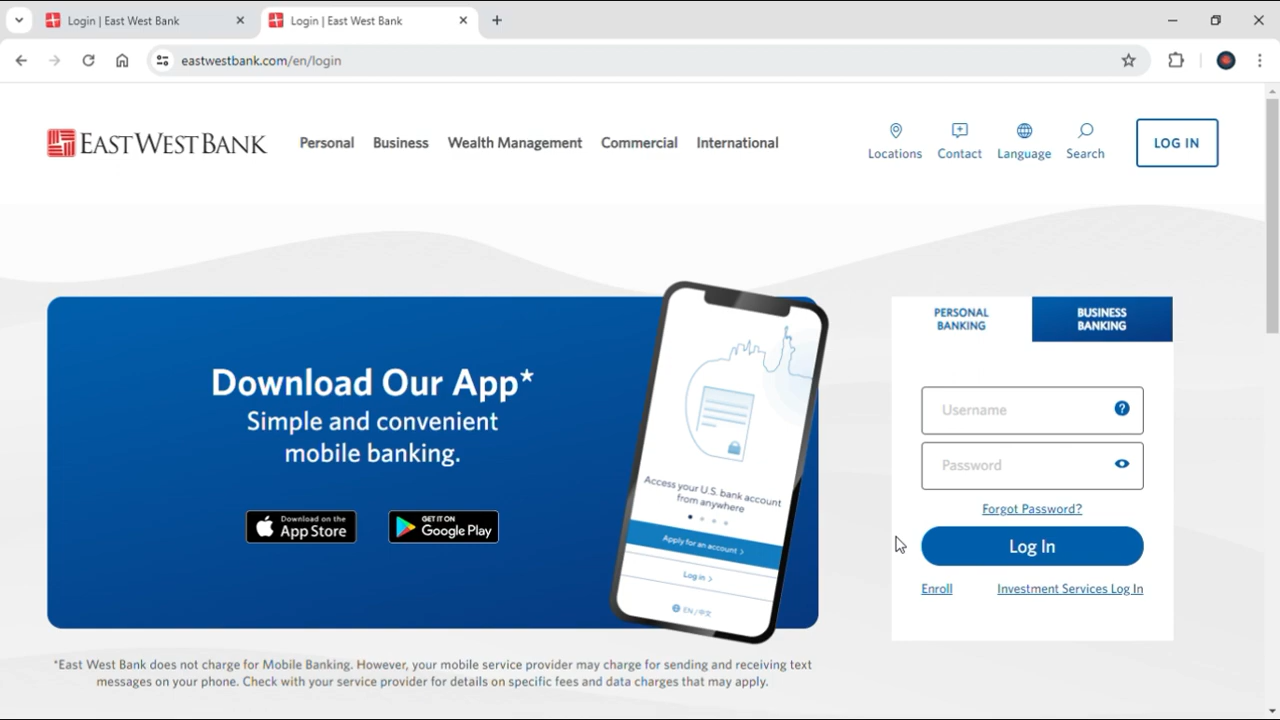 Login | East West Bank
Login | East West Bank
eastwestbank.com/en/login
EASTWESTBANK
Personal
Business
Wealth Management
Commercial
International
Locations
Contact
Language
Search
LOG IN
Download Our App*
Simple and convenient
mobile banking.
Download on the
App Store
GET IT ON
Google Play
Access your U.S. bank account
from anywhere
Apply for an account >
Log in >
EN / 中文
PERSONAL
BANKING
BUSINESS
BANKING
Username
?
Password
Forgot Password?
Log In
Enroll
Investment Services Log In
*East West Bank does not charge for Mobile Banking. However, your mobile service provider may charge for sending and receiving text
messages on your phone. Check with your service provider for details on specific fees and data charges that may apply.